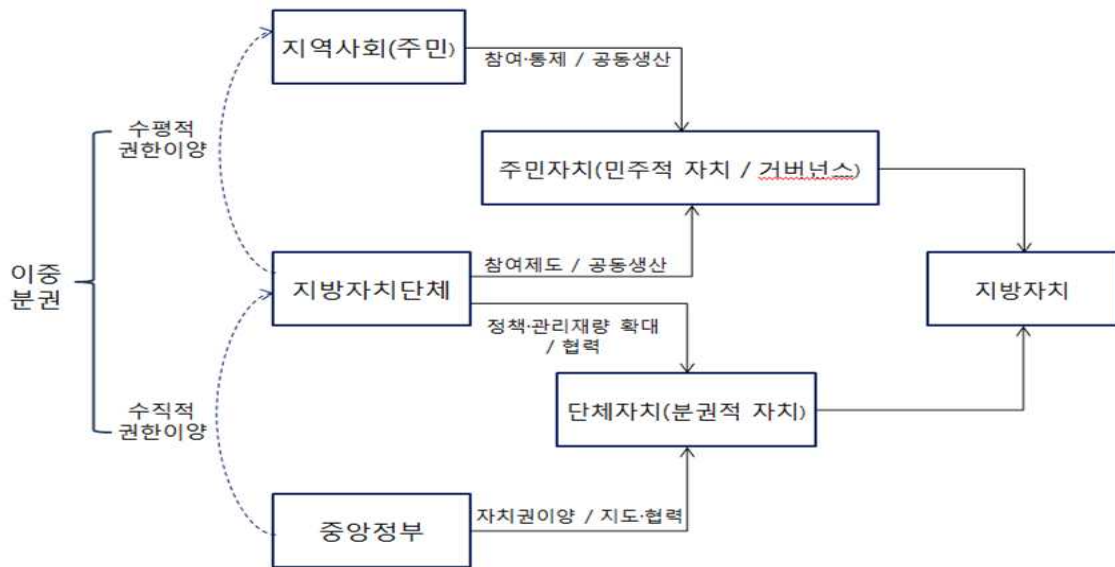 지역사회(주민)
참여·통제 / 공동생산
수평적
권한이양
주민자치(민주적 자치 / 거버넌스)
이중
분권
지방자치단체
참여제도 / 공동생산
지방자치
정책·관리재량 확대
/ 협력
수직적
권한이양
단체자치(분권적 자치)
중앙정부
자치권이양 / 지도·협력